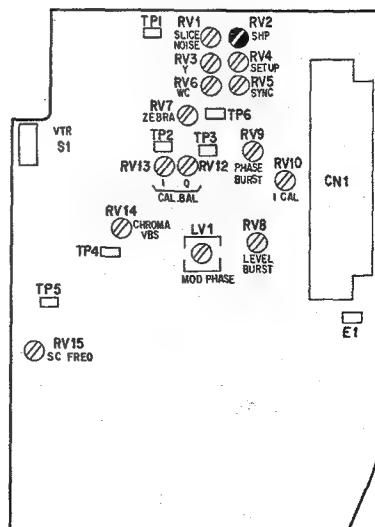 TP1
RV1
SLICE
NOISE
RV2
SHP
RV3
Y
RV4
SETUP
RV6
WC
RV5
SYNC
RV7
ZEBRA
TP6
VTR
S1
TP2
TP3
RV9
PHASE
BURST
RV13
I
Q
RV12
CAL.BAL
RV10
I CAL
CN1
RV14
CHROMA
VBS
LV1
MOD PHASE
RV8
LEVEL
BURST
TP4
TP5
E1
RV15
SC FREQ